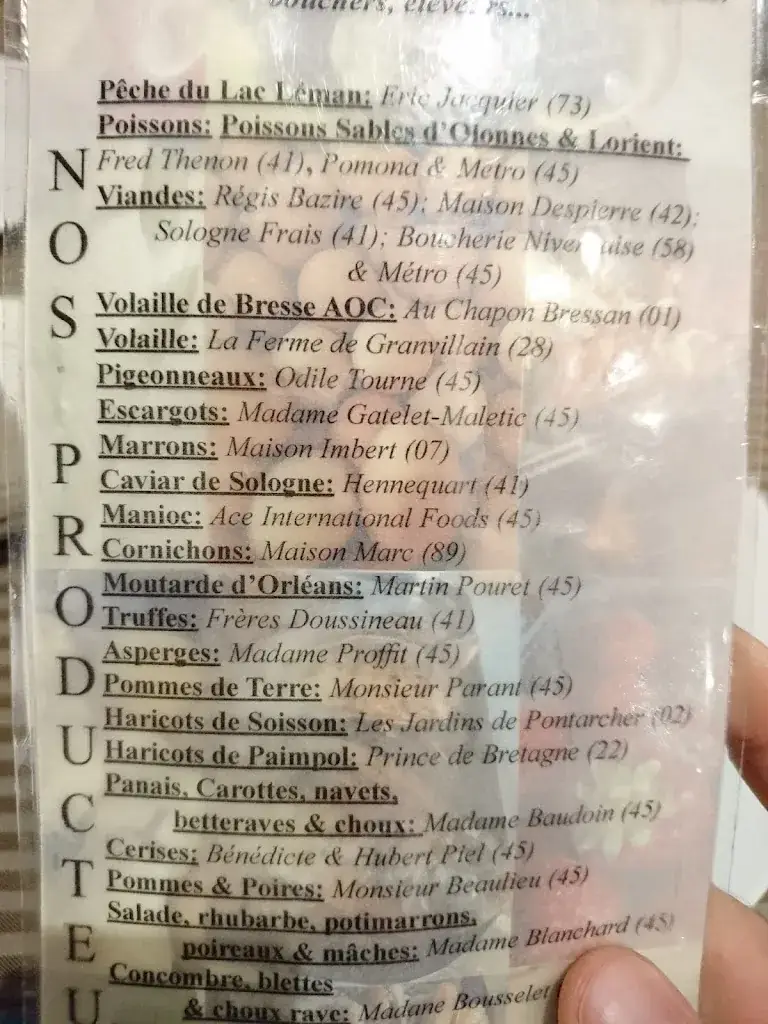 bouchers, éleve rs...
Pêche du Lac Léman: Eric Jacquier (73)
Poissons: Poissons Sables d'Olonnes & Lorient:
Fred Thenon (41), Pomona & Metro (45)
Viandes: Régis Bazire (45); Maison Despierre (42);
Sologne Frais (41); Boucherie Nivernaise (58)
& Métro (45)
Volaille de Bresse AOC: Au Chapon Bressan (01)
Volaille: La Ferme de Granvillain (28)
Pigeonneaux: Odile Tourne (45)
Escargots: Madame Gatelet-Maletic (45)
Marrons: Maison Imbert (07)
Caviar de Sologne: Hennequart (41)
Manioc: Ace International Foods (45)
Cornichons: Maison Marc (89)
Moutarde d'Orléans: Martin Pouret (45)
Truffes: Frères Doussineau (41)
Asperges: Madame Proffit (45)
Pommes de Terre: Monsieur Parant (45)
Haricots de Soisson: Les Jardins de Pontarcher (02)
Haricots de Paimpol: Prince de Bretagne (22)
Panais, Carottes, navets,
betteraves & choux: Madame Baudoin (45)
Cerises: Bénédicte & Hubert Piel (45)
Pommes & Poires: Monsieur Beaulieu (45)
Salade, rhubarbe, potimarrons,
poireaux & mâches: Madame Blanchard (45)
Concombre, blettes
& choux rave: Madane Bousselet
NOS PRODUCTEU